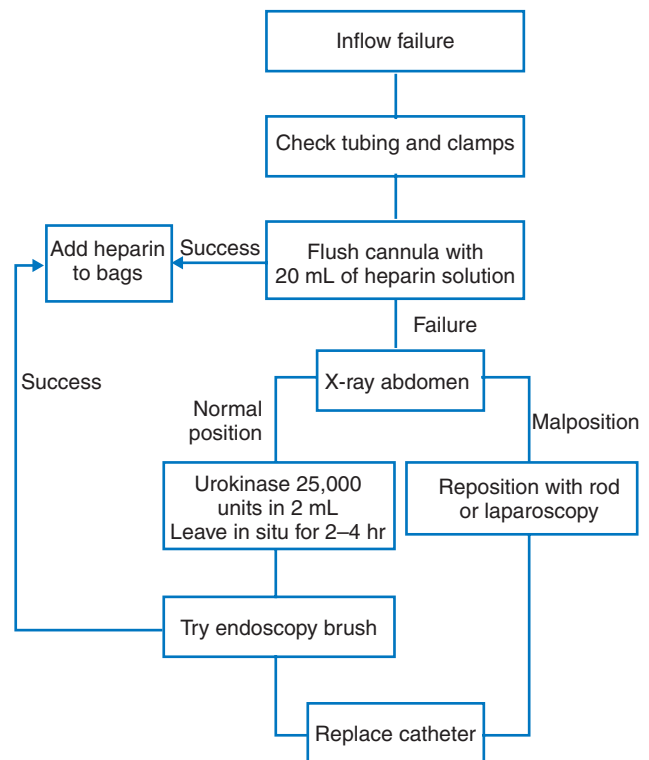 Inflow failure
Check tubing and clamps
Add heparin
to bags
Success
Flush cannula with
20 mL of heparin solution
Failure
X-ray abdomen
Success
Normal
position
Malposition
Urokinase 25,000
units in 2 mL
Leave in situ for 2–4 hr
Reposition with rod
or laparoscopy
Try endoscopy brush
Replace catheter